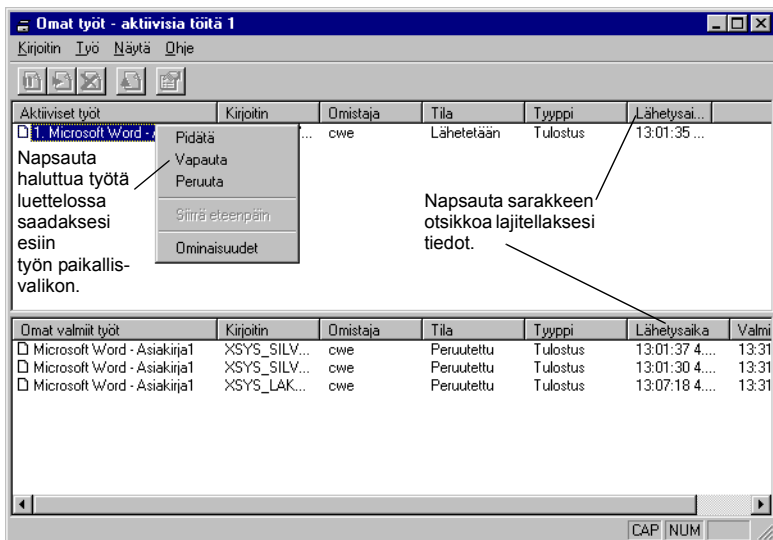 Omat työt - aktiivisia töitä 1
Kirjoitin Työ Näytä Ohje
Aktiiviset työt Kirjoitin Omistaja Tila Tyyppi Lähetysai...
1. Microsoft Word - A ... cwe Lähetetään Tulostus 13:01:35 ...
Pidätä
Vapauta
Peruuta
Siirrä eteenpäin
Ominaisuudet
Napsauta
haluttua työtä
luettelossa
saadaksesi
esiin
työn paikallis-
valikon.
Napsauta sarakkeen
otsikkoa lajitellaksesi
tiedot.
Omat valmiit työt Kirjoitin Omistaja Tila Tyyppi Lähetysaika Valmi
Microsoft Word - Asiakirja1 XSYS_SILV... cwe Peruutettu Tulostus 13:01:37 4.... 13:31
Microsoft Word - Asiakirja1 XSYS_SILV... cwe Peruutettu Tulostus 13:01:30 4.... 13:31
Microsoft Word - Asiakirja1 XSYS_LAK... cwe Peruutettu Tulostus 13:07:18 4.... 13:31
CAP NUM